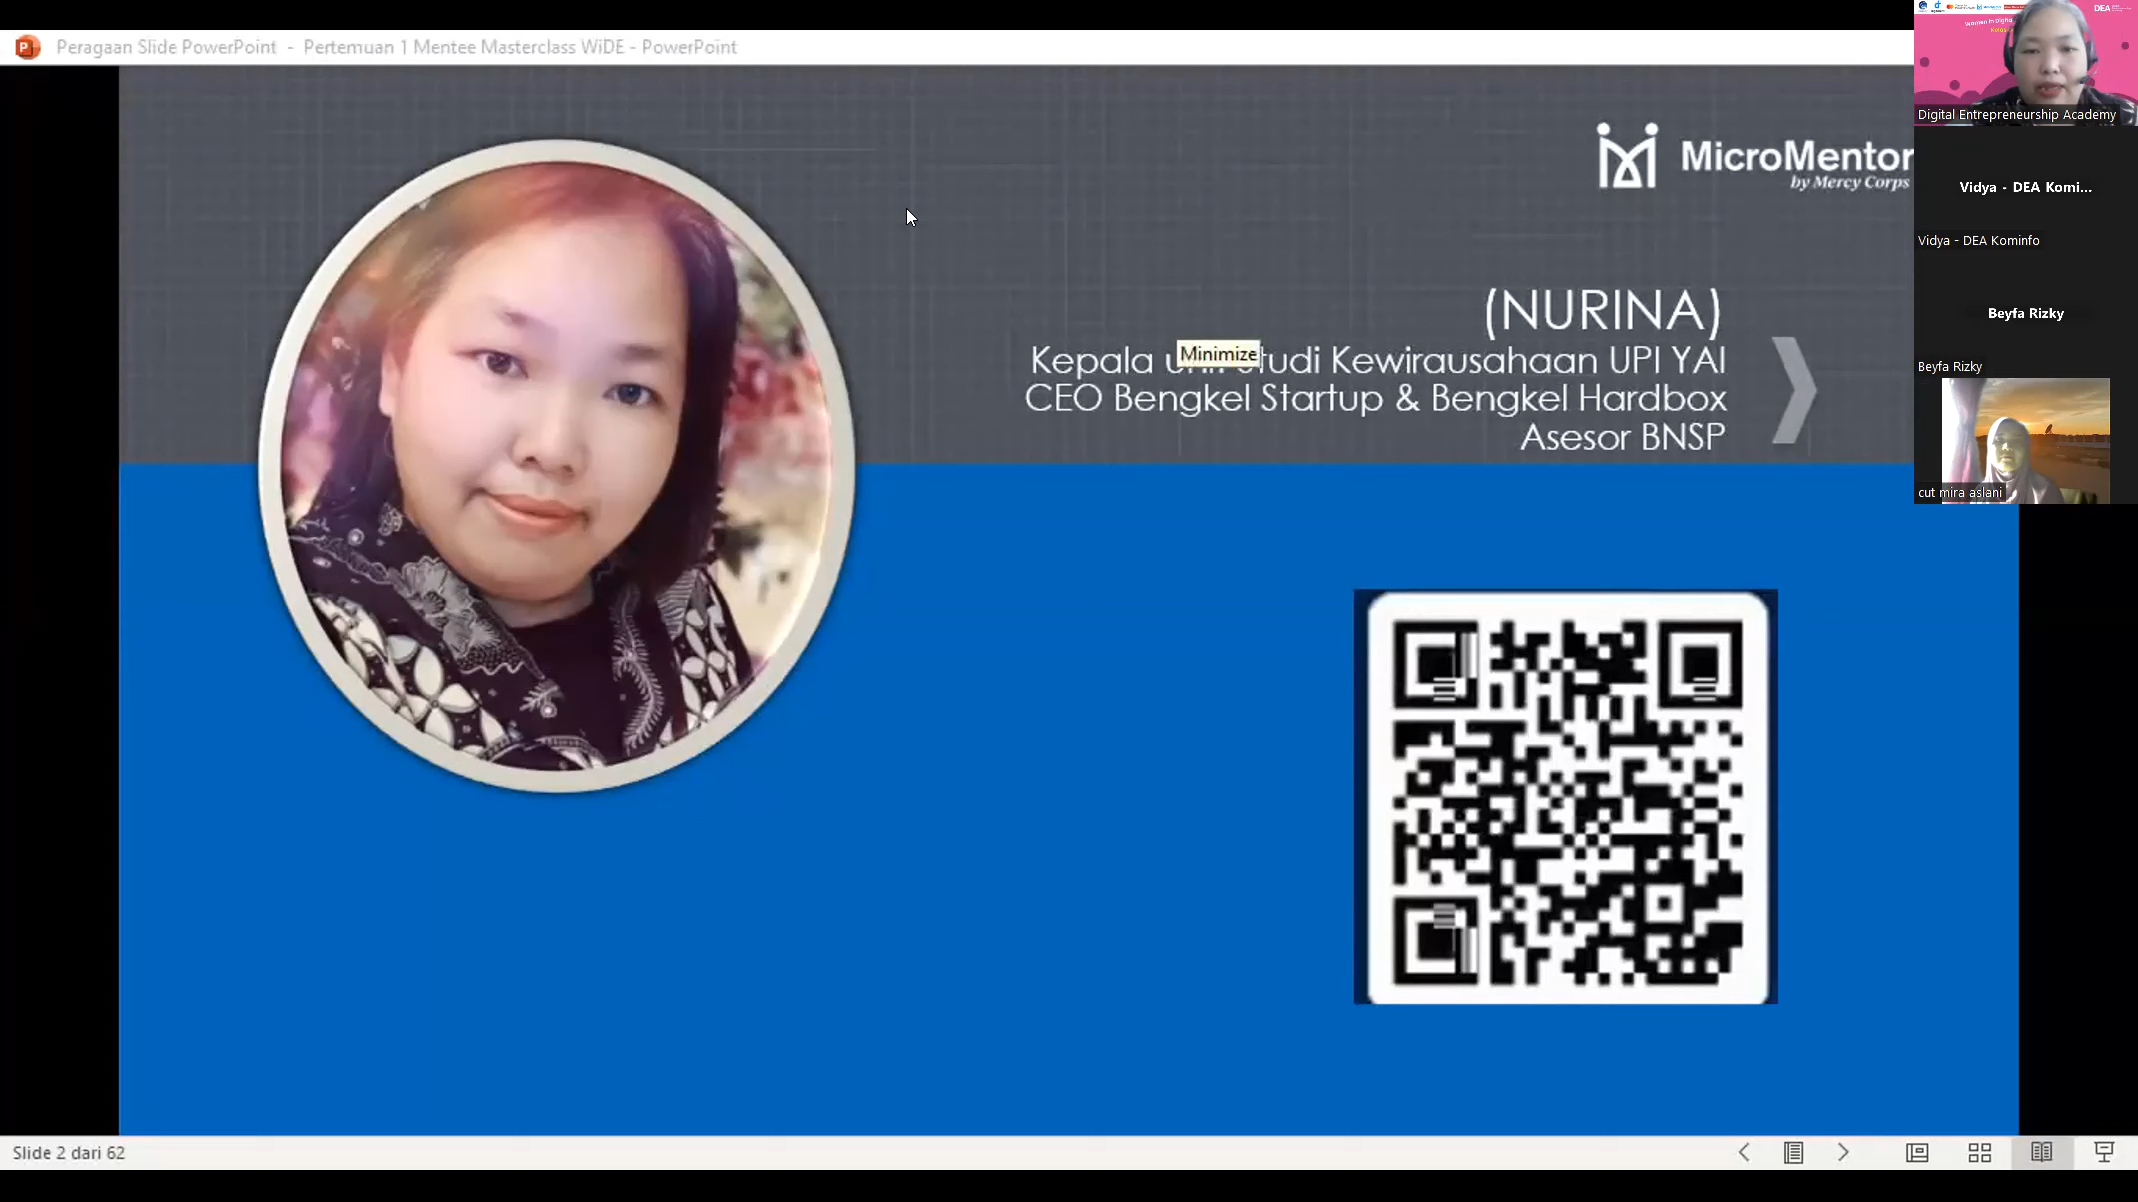 Peragaan Slide PowerPoint - Pertemuan 1 Mentee Masterclass WiDE - PowerPoint
MicroMentor
by Mercy Corps
(NURINA)
Kepala Studi Kewirausahaan UPI YAI
Minimize
CEO Bengkel Startup & Bengkel Hardbox
Asesor BNSP
DEA
Digital Entrepreneurship Academy
Vidya - DEA Komi...
Vidya - DEA Kominfo
Beyfa Rizky
Beyfa Rizky
cut mira aslani
Slide 2 dari 62